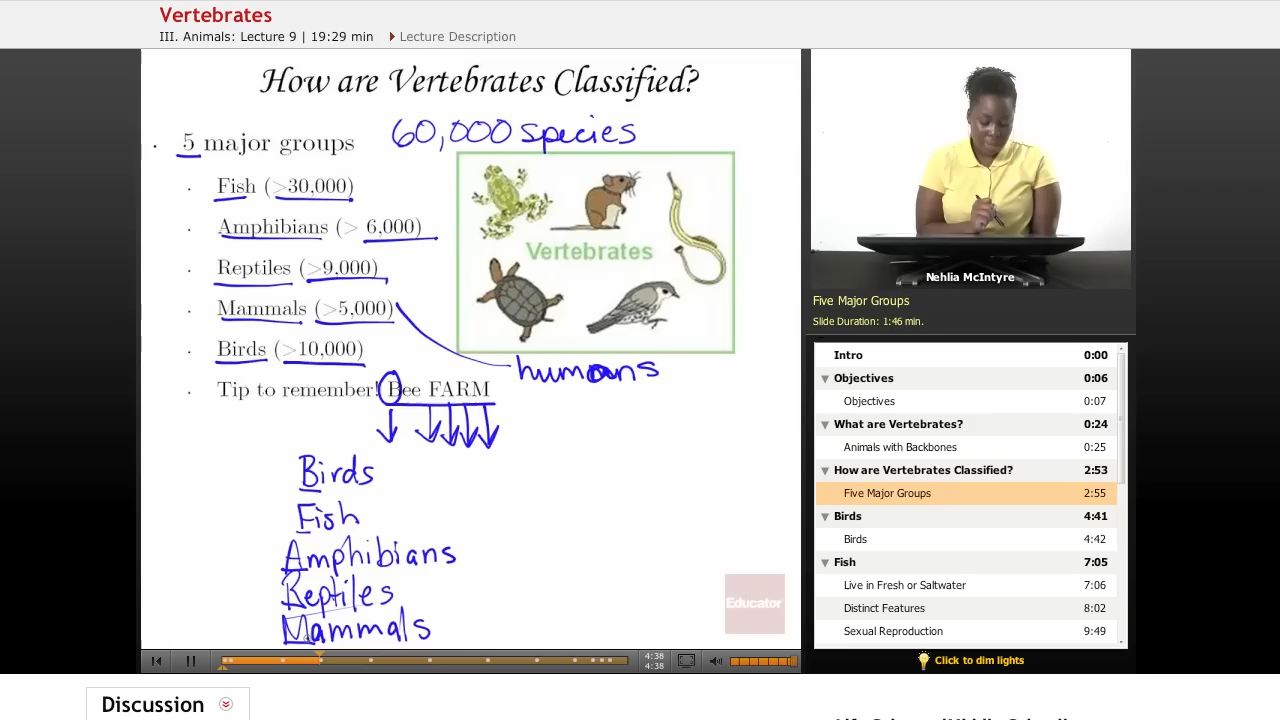 Vertebrates
III. Animals: Lecture 9 | 19:29 min
Lecture Description
How are Vertebrates Classified?
5 major groups
60,000 species
Fish (>30,000)
Amphibians (> 6,000)
Reptiles (>9,000)
Mammals (>5,000)
Birds (>10,000)
Vertebrates
humans
Tip to remember! Bee FARM
Birds
Fish
Amphibians
Reptiles
Mammals
Educator
4:38
4:38
Nehlia McIntyre
Five Major Groups
Slide Duration: 1:46 min.
Intro 0:00
Objectives 0:06
Objectives 0:07
What are Vertebrates? 0:24
Animals with Backbones 0:25
How are Vertebrates Classified? 2:53
Five Major Groups 2:55
Birds 4:41
Birds 4:42
Fish 7:05
Live in Fresh or Saltwater 7:06
Distinct Features 8:02
Sexual Reproduction 9:49
Click to dim lights
Discussion